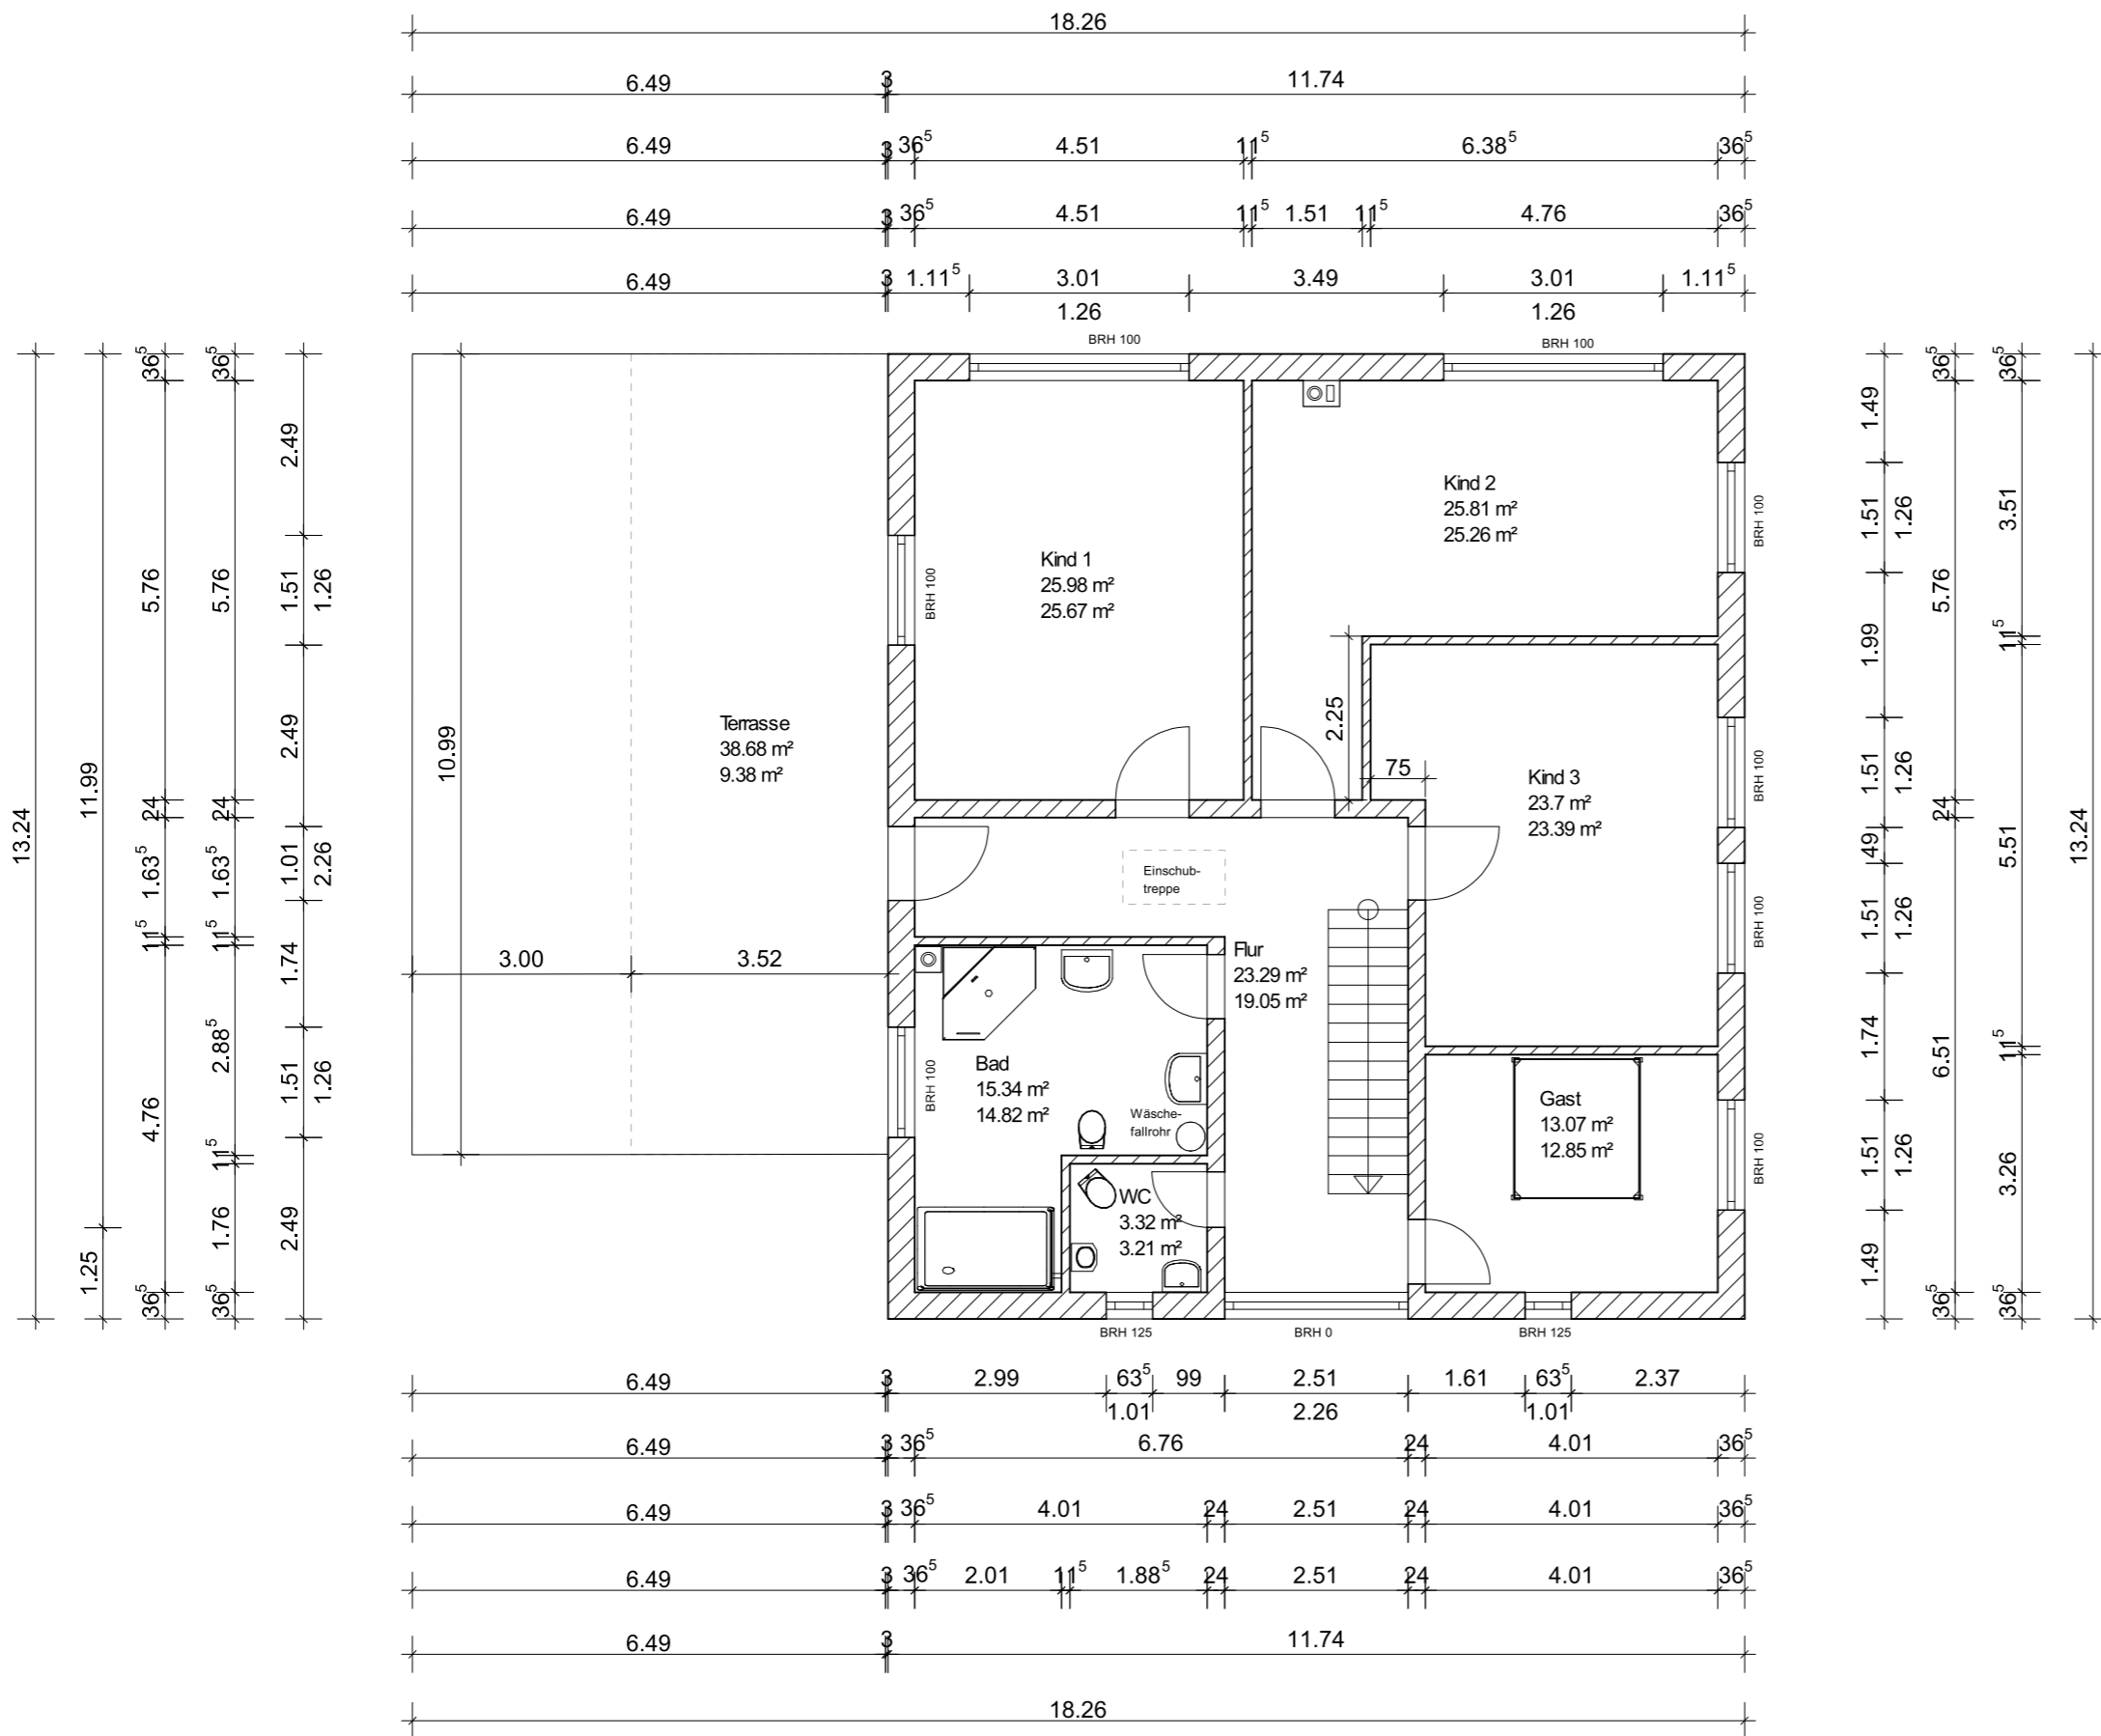 18.26
6.49 3 11.74
6.49 3 36⁵ 4.51 11⁵ 6.38⁵ 36⁵
6.49 3 36⁵ 4.51 11⁵ 1.51 11⁵ 4.76 36⁵
6.49 3 1.11⁵ 3.01 3.49 3.01 1.11⁵
1.26 1.26
BRH 100 BRH 100
13.24
11.99 1.25
36⁵ 5.76 24 1.63⁵ 11⁵ 4.76 36⁵
36⁵ 5.76 24 1.63⁵ 11⁵ 2.88⁵ 11⁵ 1.76 36⁵
2.49 1.51 2.49 1.01 1.74 1.51 2.49
1.26 2.26 1.26
10.99
Terrasse
38.68 m²
9.38 m²
3.00 3.52
BRH 100
BRH 100
Kind 1
25.98 m²
25.67 m²
Kind 2
25.81 m²
25.26 m²
2.25
75
Kind 3
23.7 m²
23.39 m²
Einschub-
treppe
Flur
23.29 m²
19.05 m²
Bad
15.34 m²
14.82 m²
Wäsche-
fallrohr
WC
3.32 m²
3.21 m²
Gast
13.07 m²
12.85 m²
BRH 100
BRH 100
BRH 100
BRH 100
1.49 1.51 1.99 1.51 49 1.51 1.74 1.51 1.49
1.26 1.26 1.26 1.26
36⁵ 5.76 24 6.51 36⁵
36⁵ 3.51 11⁵ 5.51 11⁵ 3.26 36⁵
13.24
BRH 125 BRH 0 BRH 125
6.49 3 2.99 63⁵ 99 2.51 1.61 63⁵ 2.37
1.01 2.26 1.01
6.49 3 36⁵ 6.76 24 4.01 36⁵
6.49 3 36⁵ 4.01 24 2.51 24 4.01 36⁵
6.49 3 36⁵ 2.01 11⁵ 1.88⁵ 24 2.51 24 4.01 36⁵
6.49 3 11.74
18.26